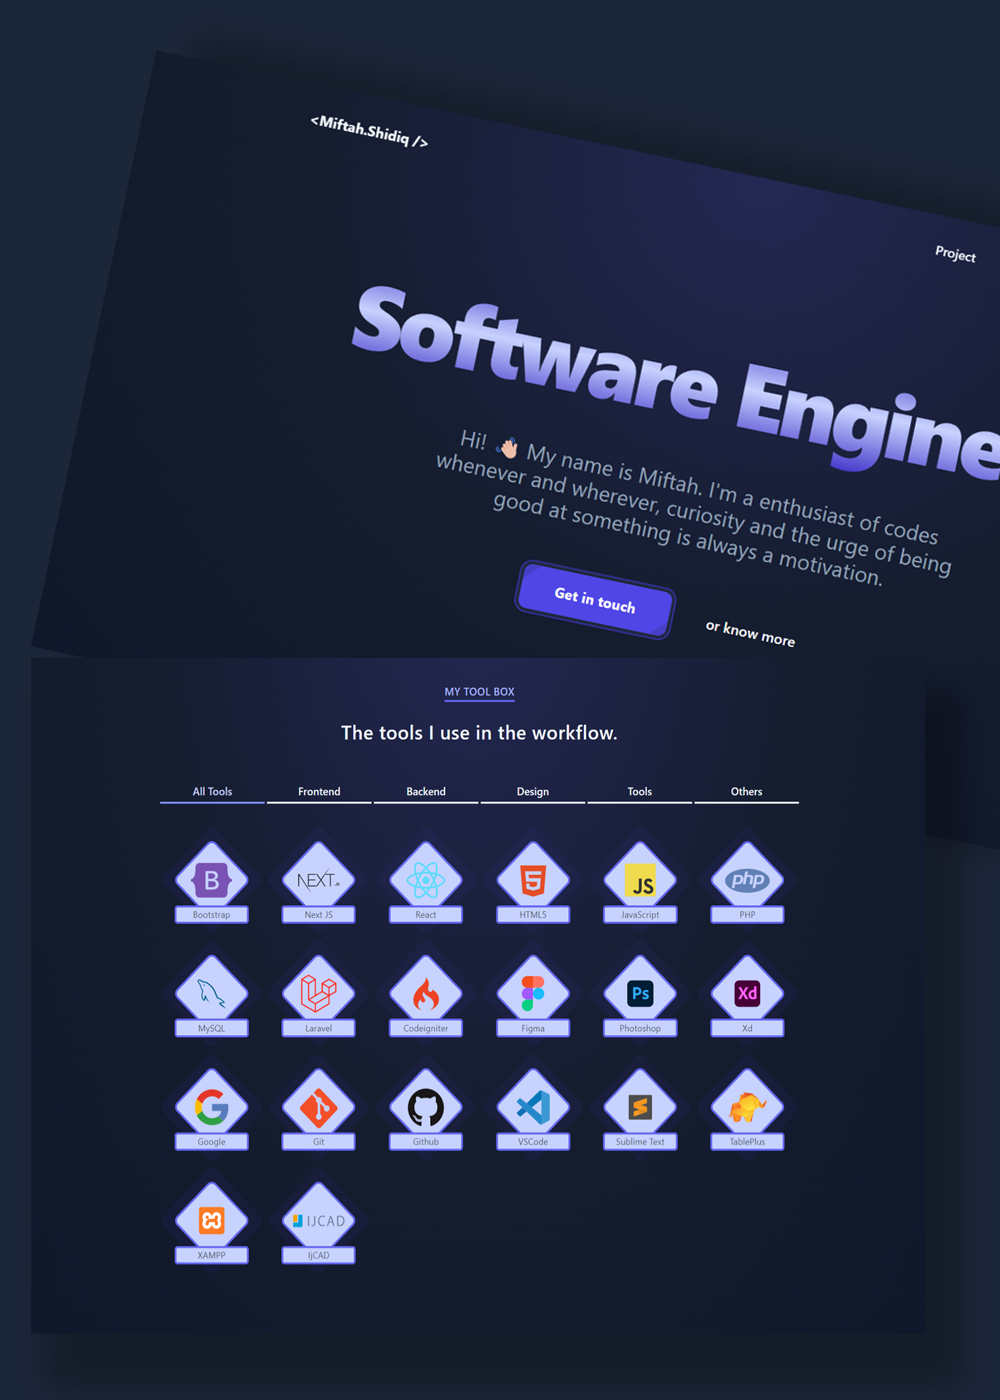 <Miftah.Shidiq />
Project
Software Engine
Hi! 👋🏻 My name is Miftah. I'm a enthusiast of codes
whenever and wherever, curiosity and the urge of being
good at something is always a motivation.
Get in touch
or know more
MY TOOL BOX
The tools I use in the workflow.
All Tools Frontend Backend Design Tools Others
B NEXT.JS 5 JS php
Bootstrap Next JS React HTML5 JavaScript PHP
Ps Xd
MySQL Laravel Codeigniter Figma Photoshop Xd
G S
Google Git Github VSCode Sublime Text TablePlus
IJCAD
XAMPP IjCAD